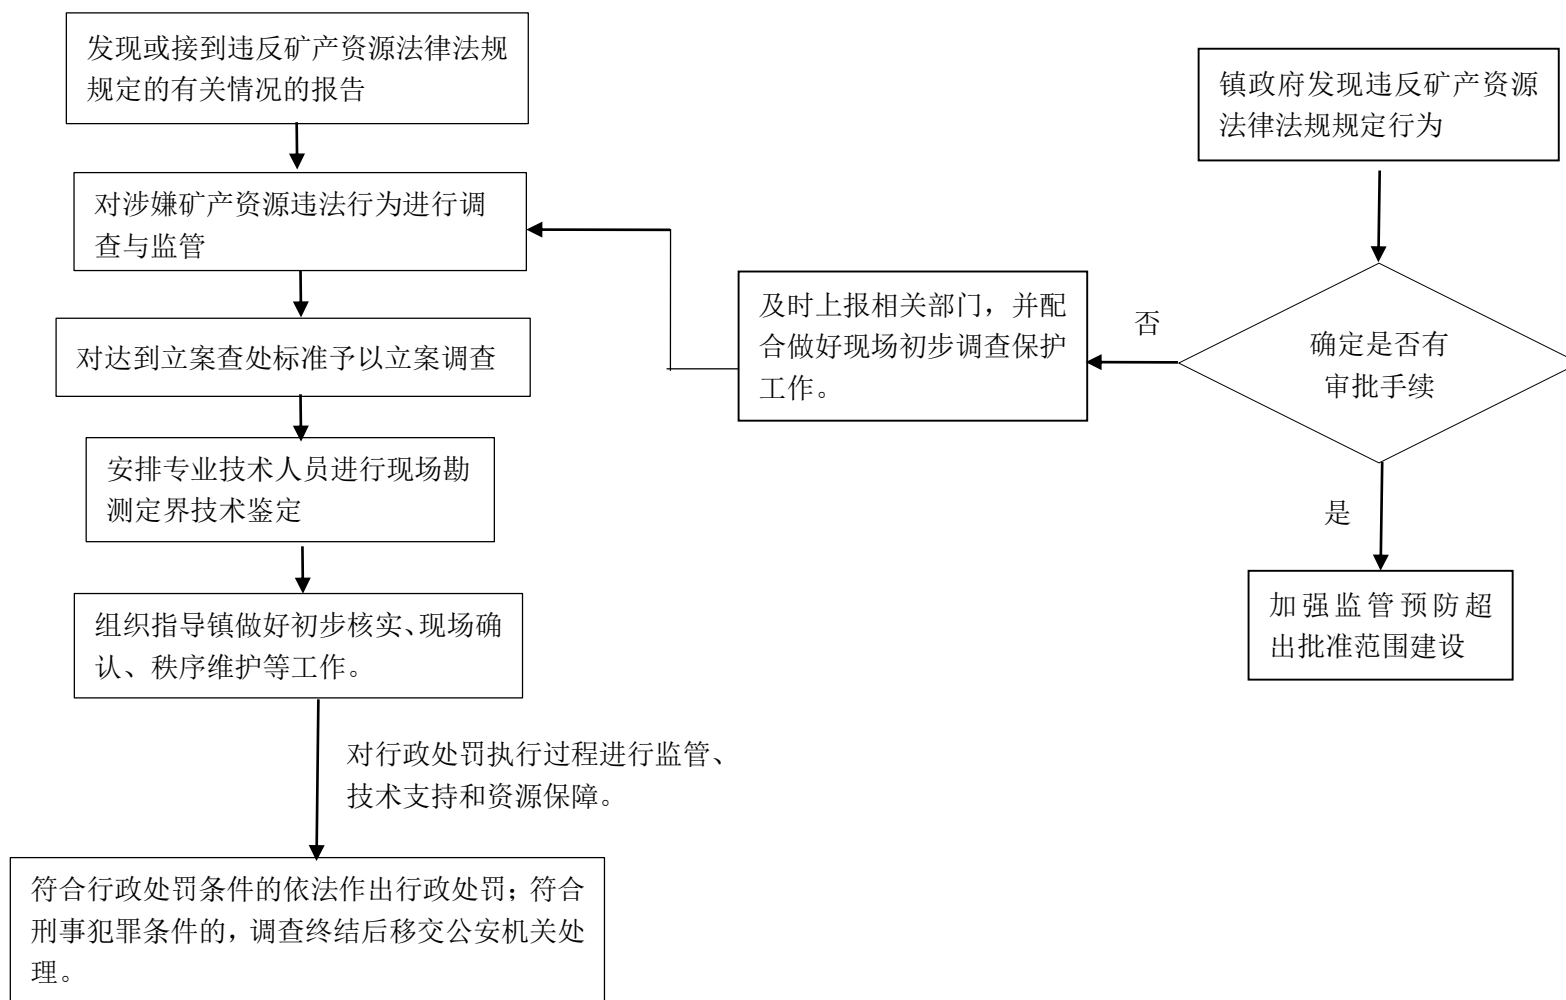 发现或接到违反矿产资源法律法规
规定的有关情况的报告
对涉嫌矿产资源违法行为进行调
查与监管
对达到立案查处标准予以立案调查
安排专业技术人员进行现场勘
测定界技术鉴定
组织指导镇做好初步核实、现场确
认、秩序维护等工作。
对行政处罚执行过程进行监管、
技术支持和资源保障。
符合行政处罚条件的依法作出行政处罚；符合
刑事犯罪条件的，调查终结后移交公安机关处
理。
及时上报相关部门，并配
合做好现场初步调查保护
工作。
镇政府发现违反矿产资源
法律法规规定行为
确定是否有
审批手续
否
是
加强监管预防超
出批准范围建设